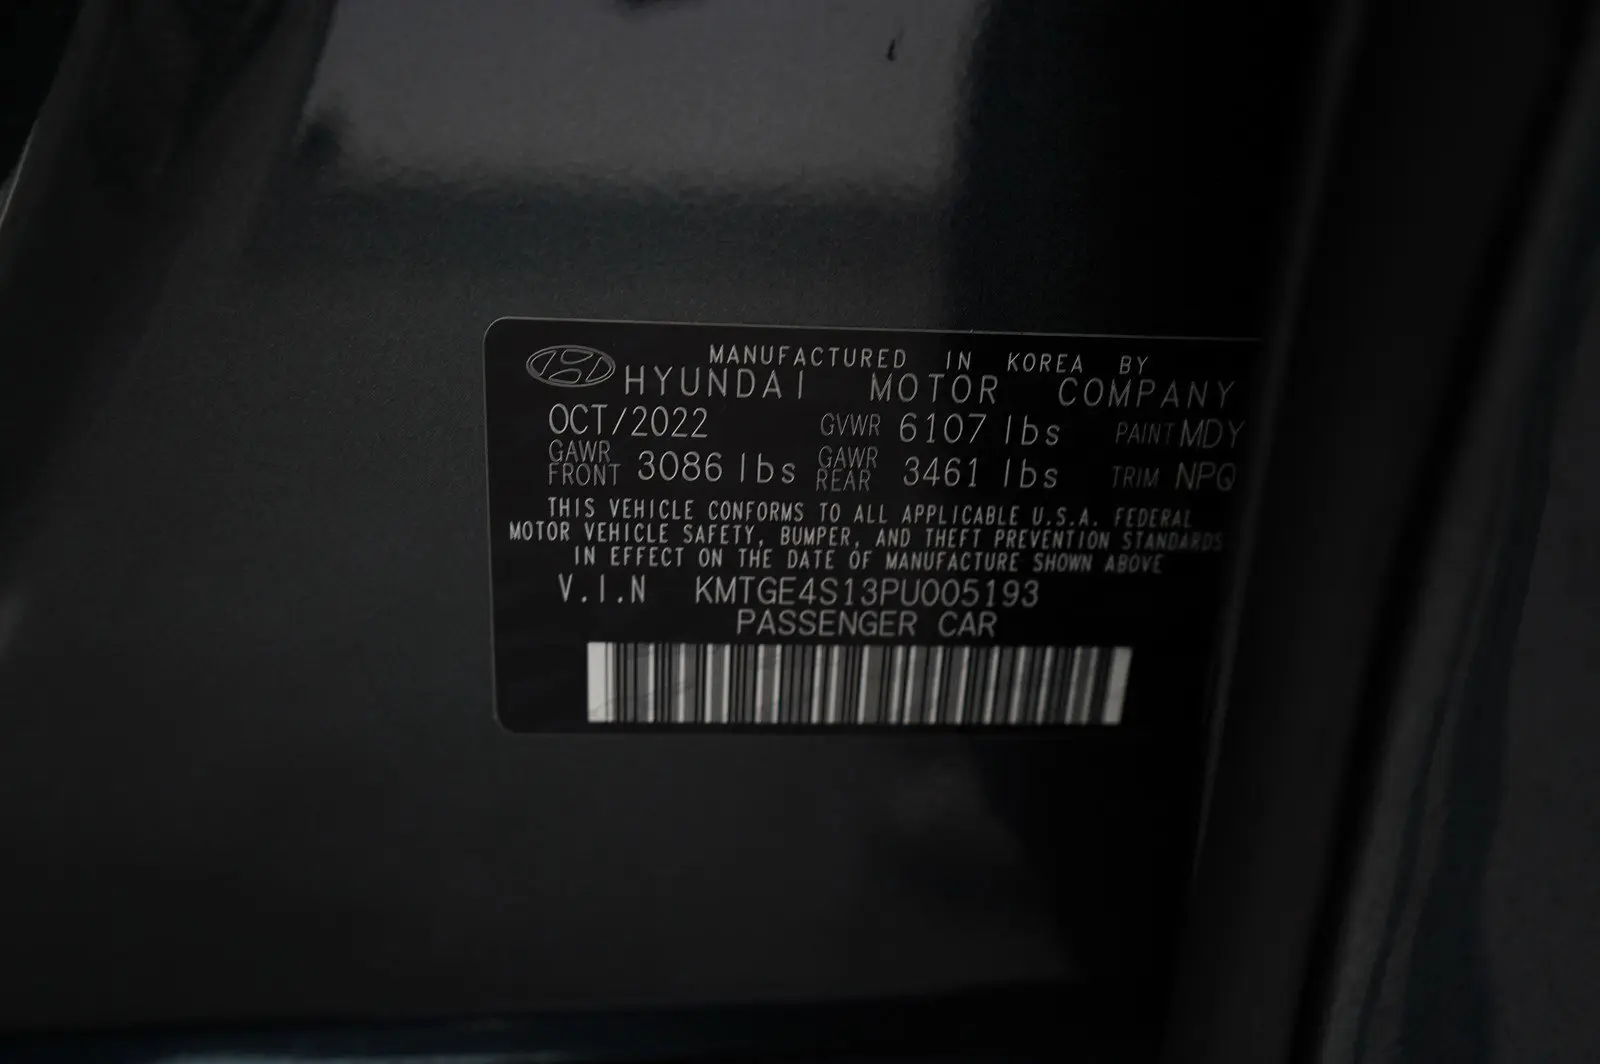 MANUFACTURED IN KOREA BY
HYUNDAI MOTOR COMPANY
OCT/2022 GVWR 6107 lbs PAINT MDY
GAWR FRONT 3086 lbs GAWR REAR 3461 lbs TRIM NPQ
THIS VEHICLE CONFORMS TO ALL APPLICABLE U.S.A. FEDERAL
MOTOR VEHICLE SAFETY, BUMPER, AND THEFT PREVENTION STANDARDS
IN EFFECT ON THE DATE OF MANUFACTURE SHOWN ABOVE
V.I.N KMTGE4S13PU005193
PASSENGER CAR